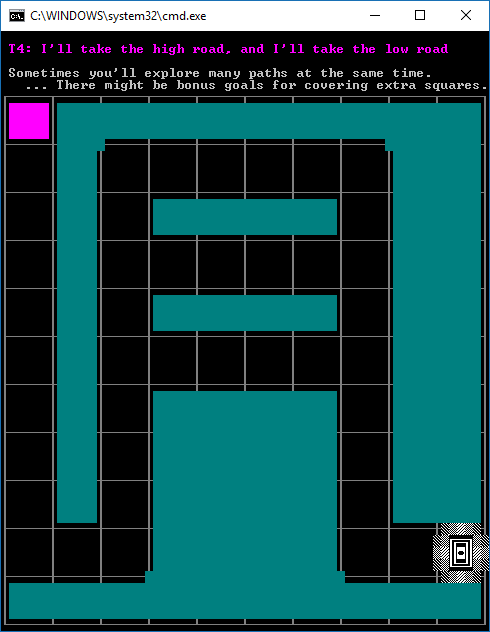 C:\WINDOWS\system32\cmd.exe
T4: I'll take the high road, and I'll take the low road
Sometimes you'll explore many paths at the same time.
... There might be bonus goals for covering extra squares.